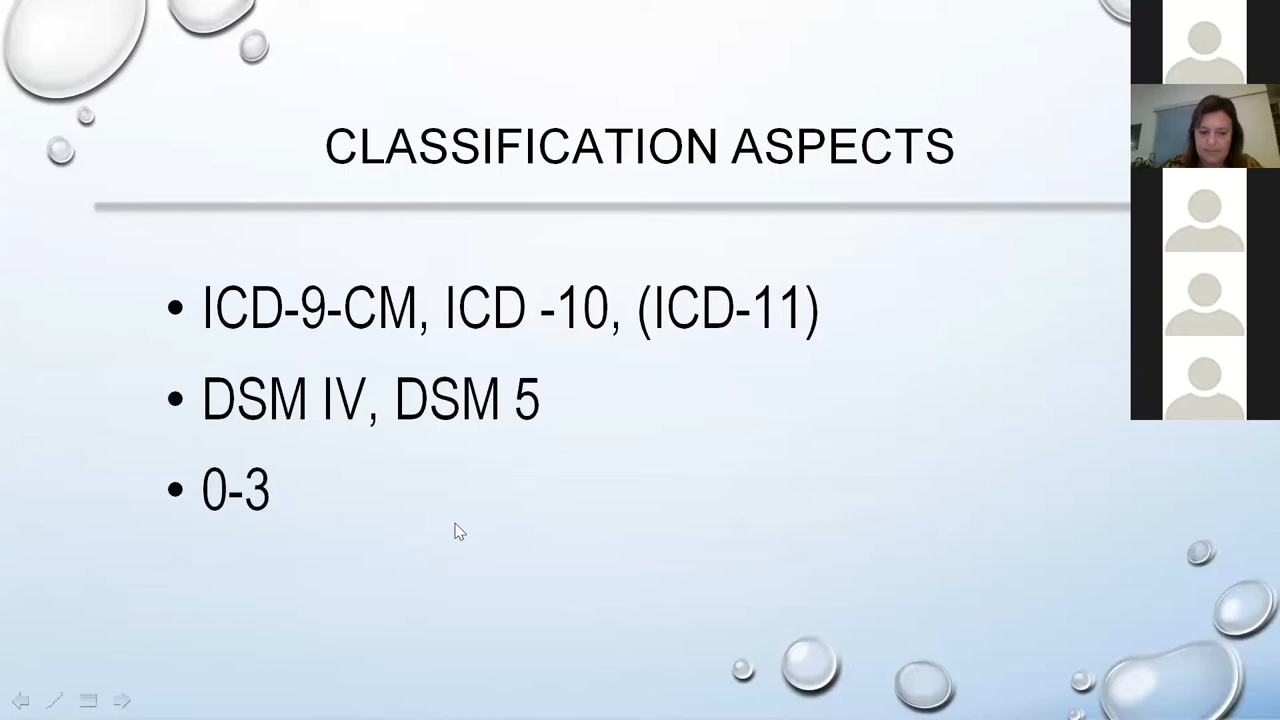 CLASSIFICATION ASPECTS
• ICD-9-CM, ICD -10, (ICD-11)
• DSM IV, DSM 5
• 0-3